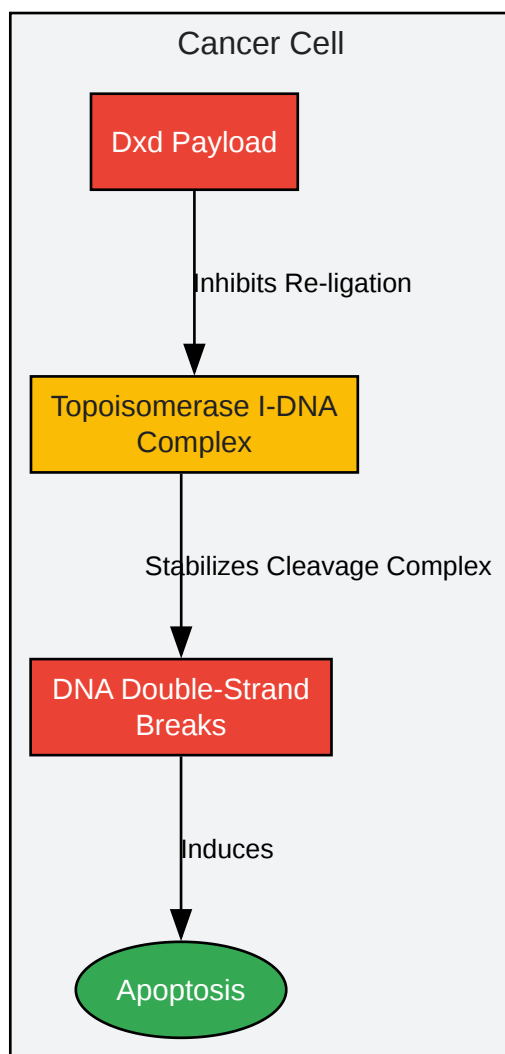 Cancer Cell
Dxd Payload
Inhibits Re-ligation
Topoisomerase I-DNA
Complex
Stabilizes Cleavage Complex
DNA Double-Strand
Breaks
Induces
Apoptosis